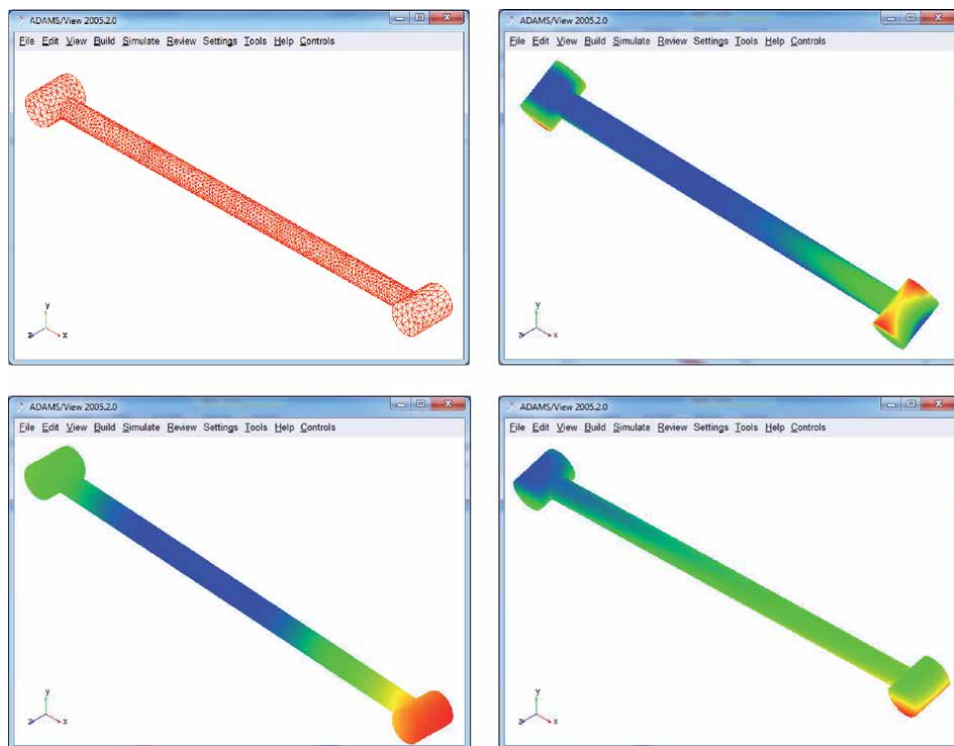 ADAMS/View 2005.2.0
File Edit View Build Simulate Review Settings Tools Help Controls
y
z x
ADAMS/View 2005.2.0
File Edit View Build Simulate Review Settings Tools Help Controls
y
z x
ADAMS/View 2005.2.0
File Edit View Build Simulate Review Settings Tools Help Controls
y
z x
ADAMS/View 2005.2.0
File Edit View Build Simulate Review Settings Tools Help Controls
y
z x